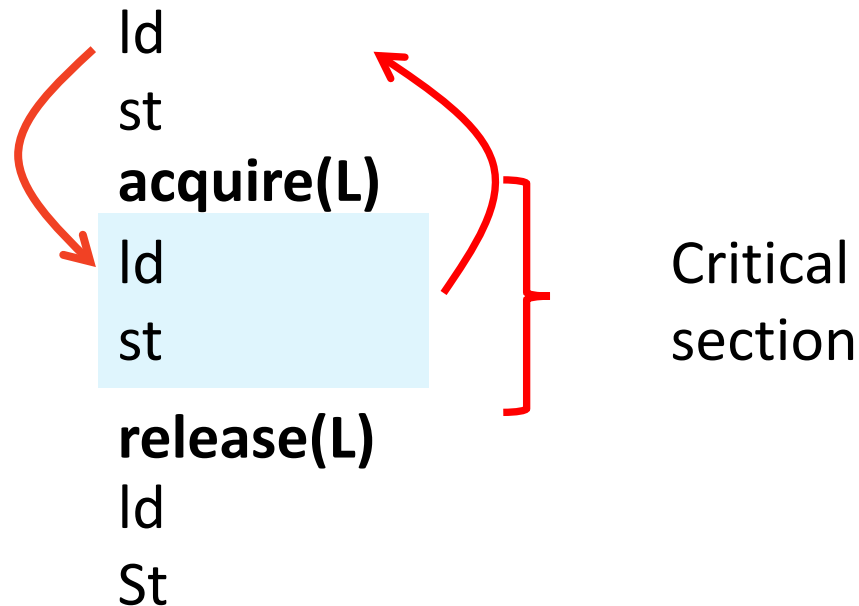 ld
st
acquire(L)
ld
st
release(L)
ld
St
Critical
section